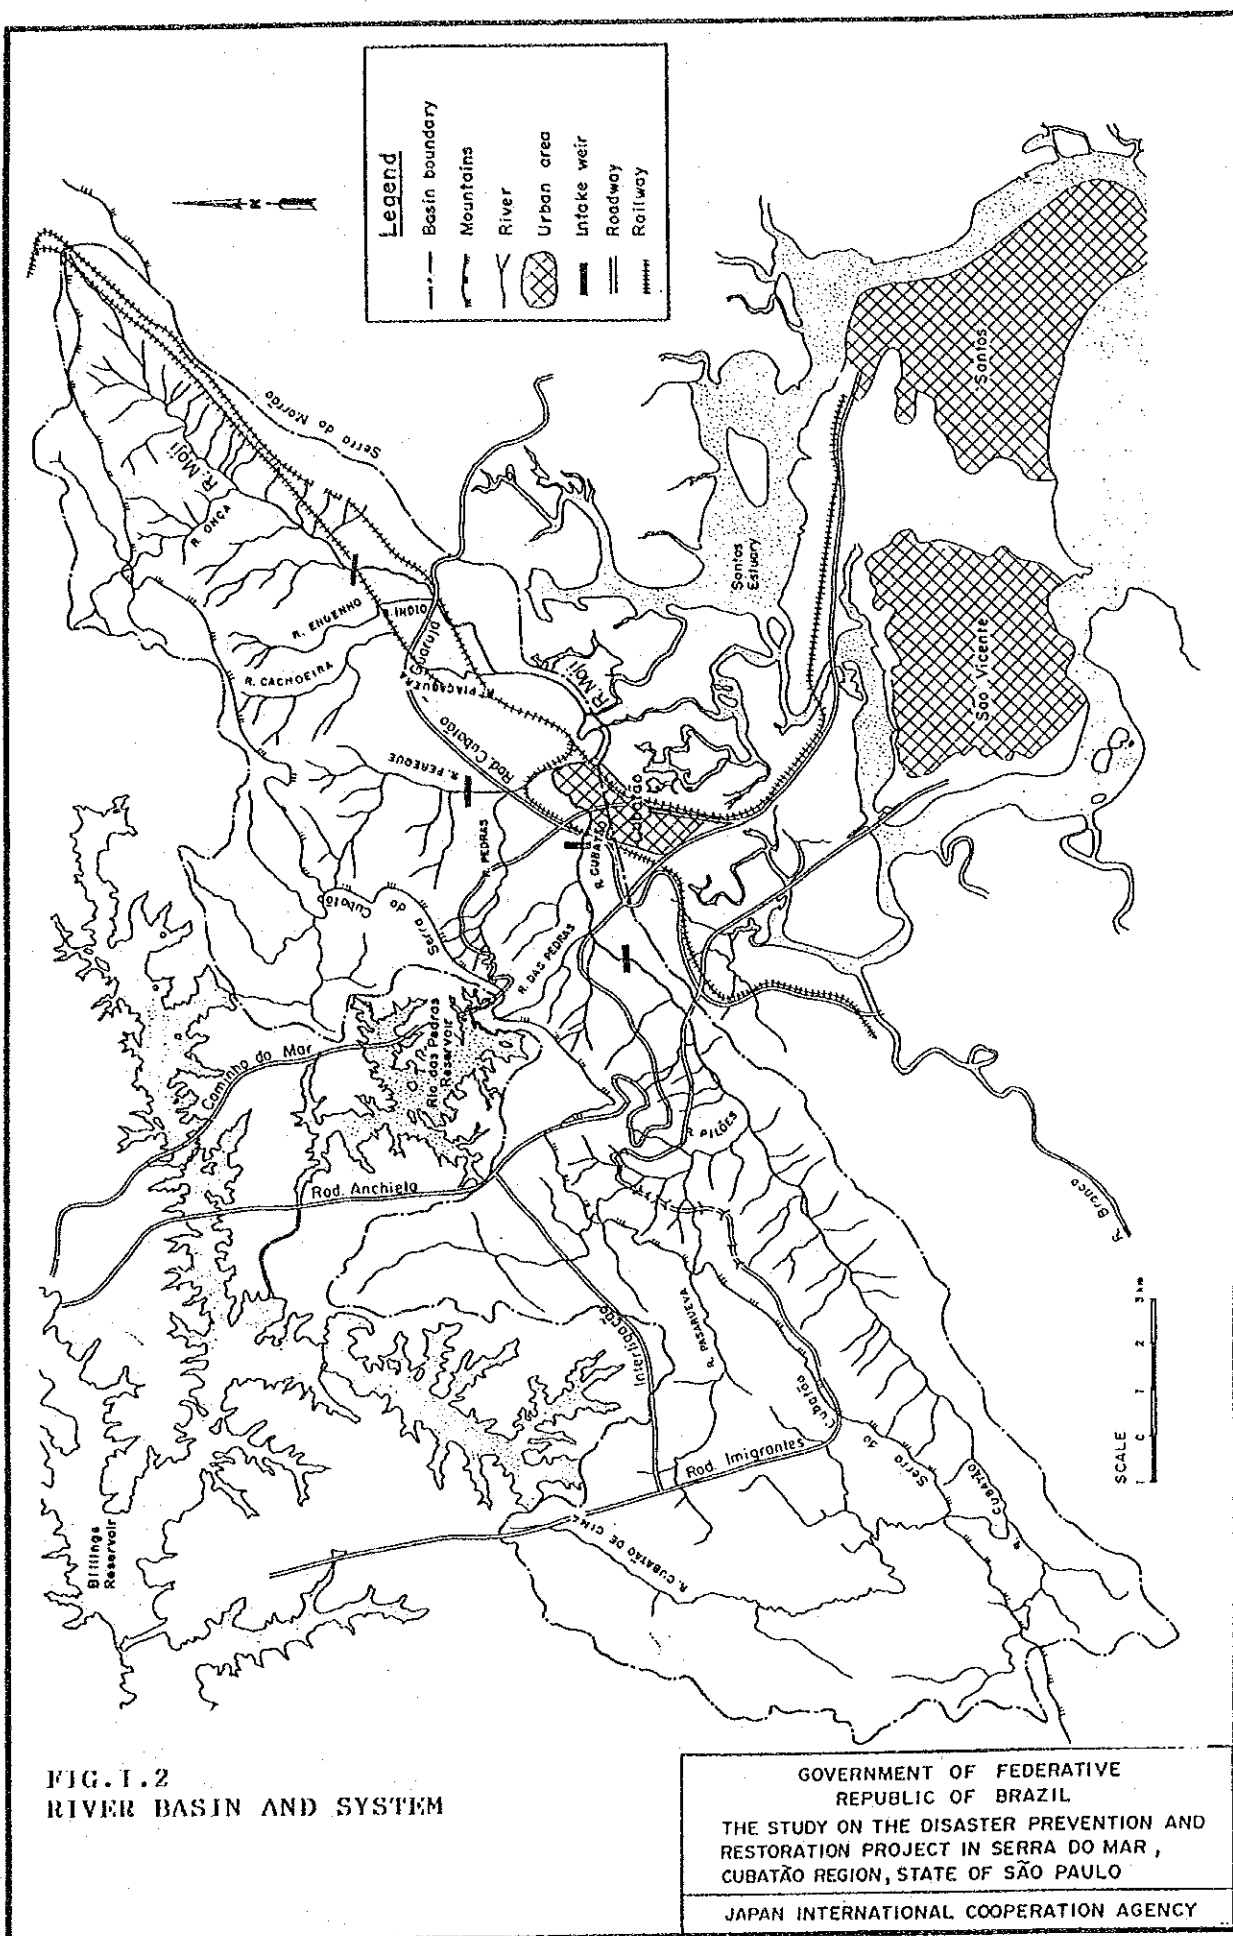 Legend
Basin boundary
Mountains
River
Urban area
Intake weir
Roadway
Railway
N
Serra do Morrão
R. Moji
R. ONÇA
R. ENGENHO
R. INDIO
R. CACHOEIRA
Guarujá
R. PIAÇAGUERA
R. Moji
Rod. Cubatão
R. PEREQUE
R. PEDRAS
Cubatão
R. CUBATÃO
Santos
Estuary
Santos
São Vicente
Serra do Cubatão
R. DAS PEDRAS
Rio das Pedras
Reservoir
Caminho do Mar
Rod. Anchieta
R. PILÕES
Interligação
R. PASAREUVA
Rod. Imigrantes
Serra do Cubatão
R. CUBATÃO
R. CUBATÃO DE CIMA
R. Branco
Billings
Reservoir
SCALE
1 0 1 2 3 km
FIG.I.2
RIVER BASIN AND SYSTEM
GOVERNMENT OF FEDERATIVE
REPUBLIC OF BRAZIL
THE STUDY ON THE DISASTER PREVENTION AND
RESTORATION PROJECT IN SERRA DO MAR ,
CUBATÃO REGION, STATE OF SÃO PAULO
JAPAN INTERNATIONAL COOPERATION AGENCY